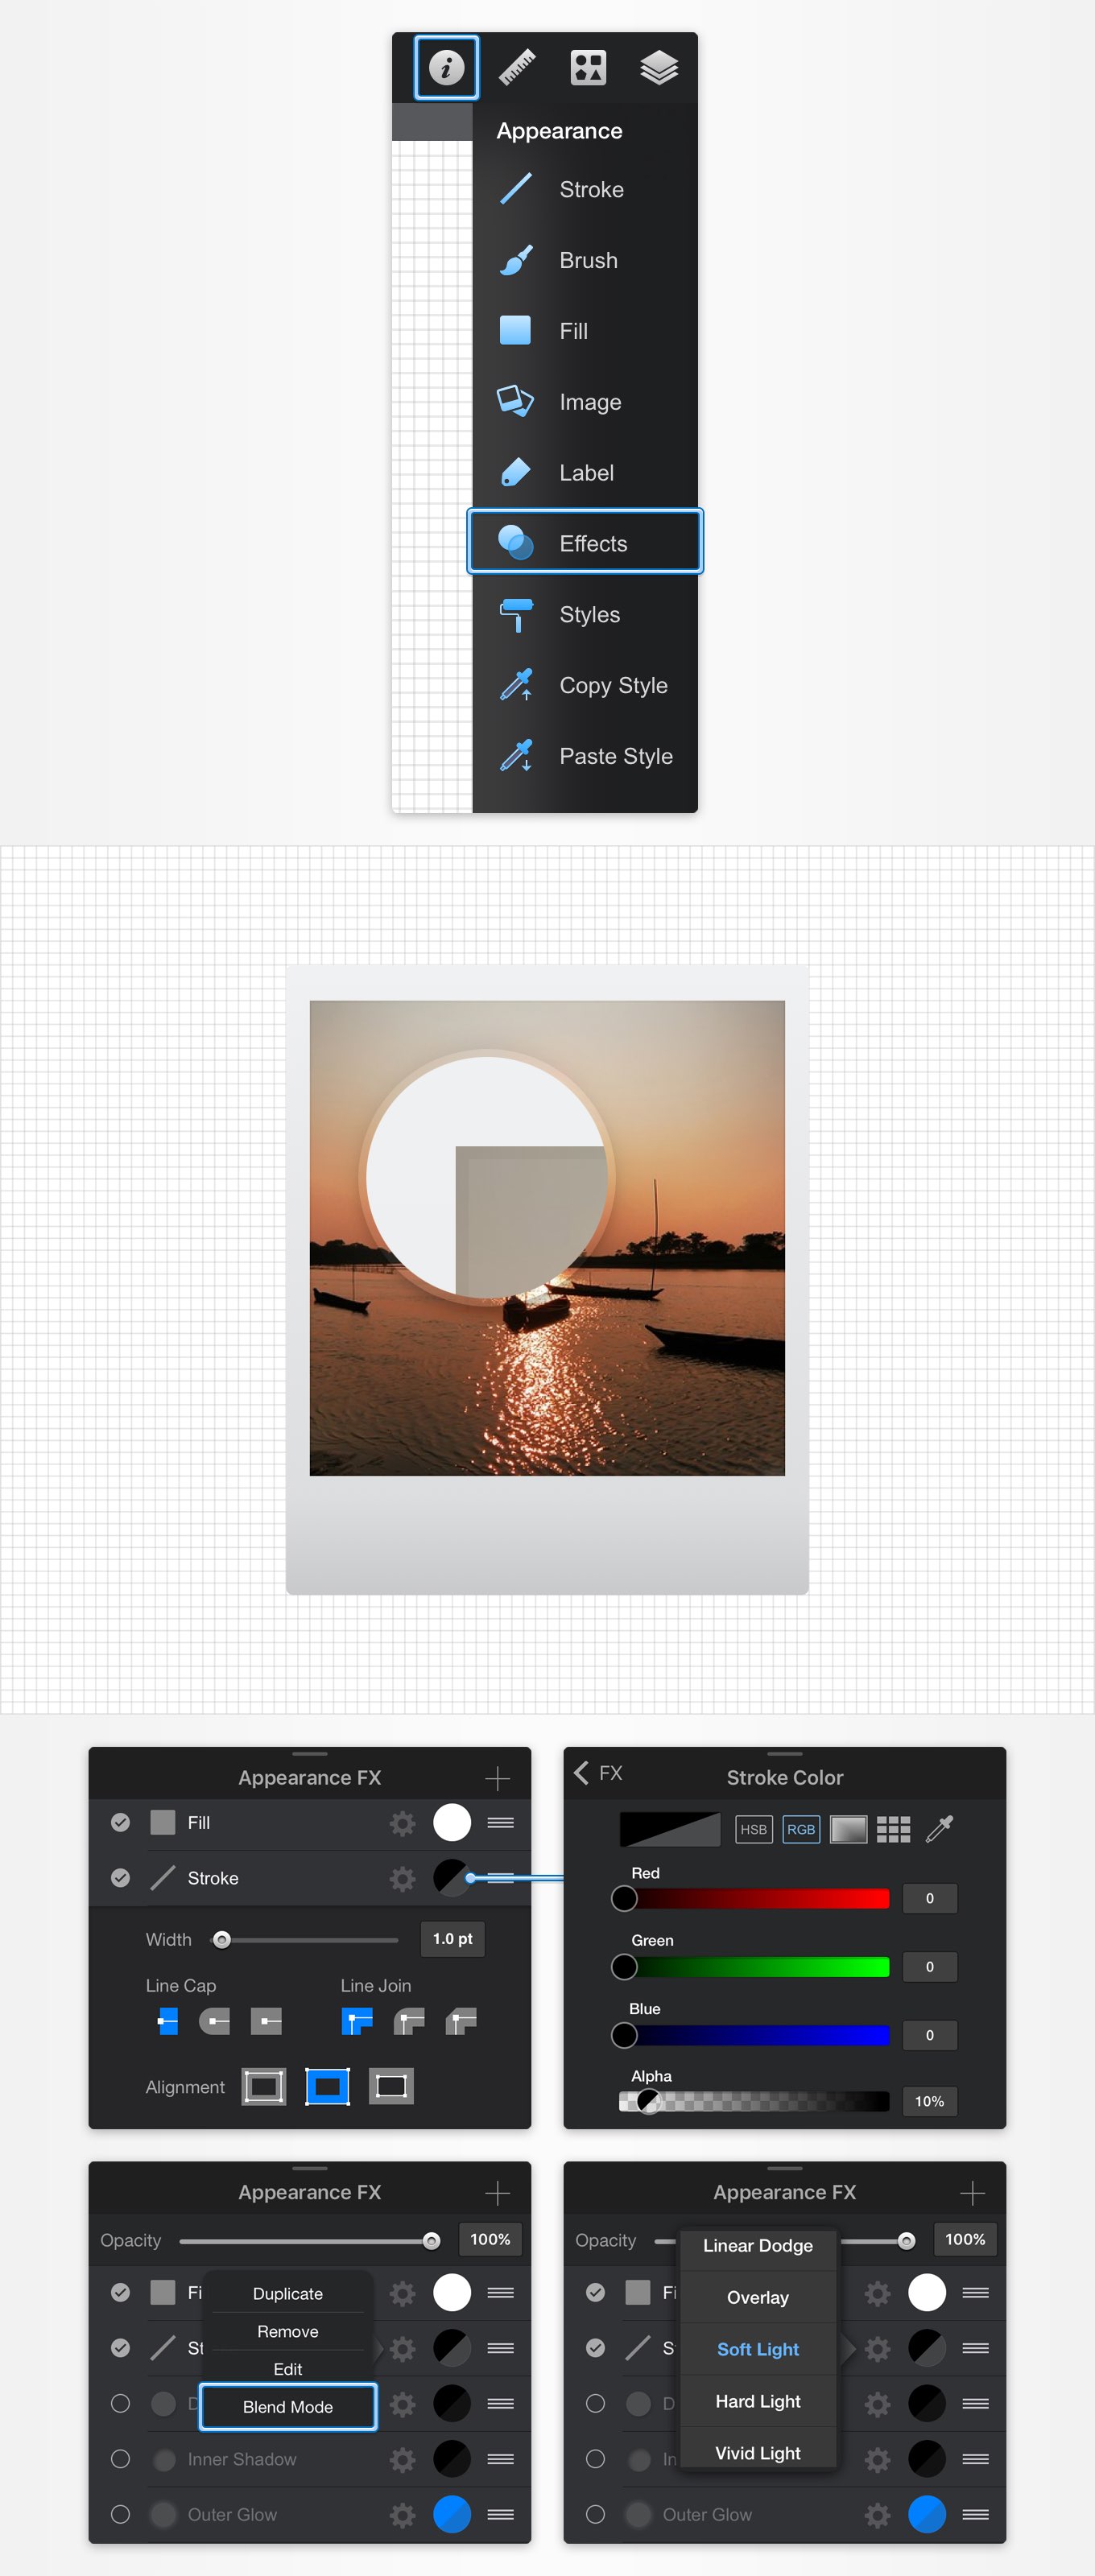 Appearance
Stroke
Brush
Fill
Image
Label
Effects
Styles
Copy Style
Paste Style
Appearance FX
Fill
Stroke
Width
1.0 pt
Line Cap
Line Join
Alignment
FX
Stroke Color
HSB
RGB
Red
0
Green
0
Blue
0
Alpha
10%
Appearance FX
Opacity
100%
Fi
Duplicate
Remove
St
Edit
D
Blend Mode
Inner Shadow
Outer Glow
Appearance FX
Opacity
100%
Linear Dodge
Fi
Overlay
S
Soft Light
D
Hard Light
In
Vivid Light
Outer Glow